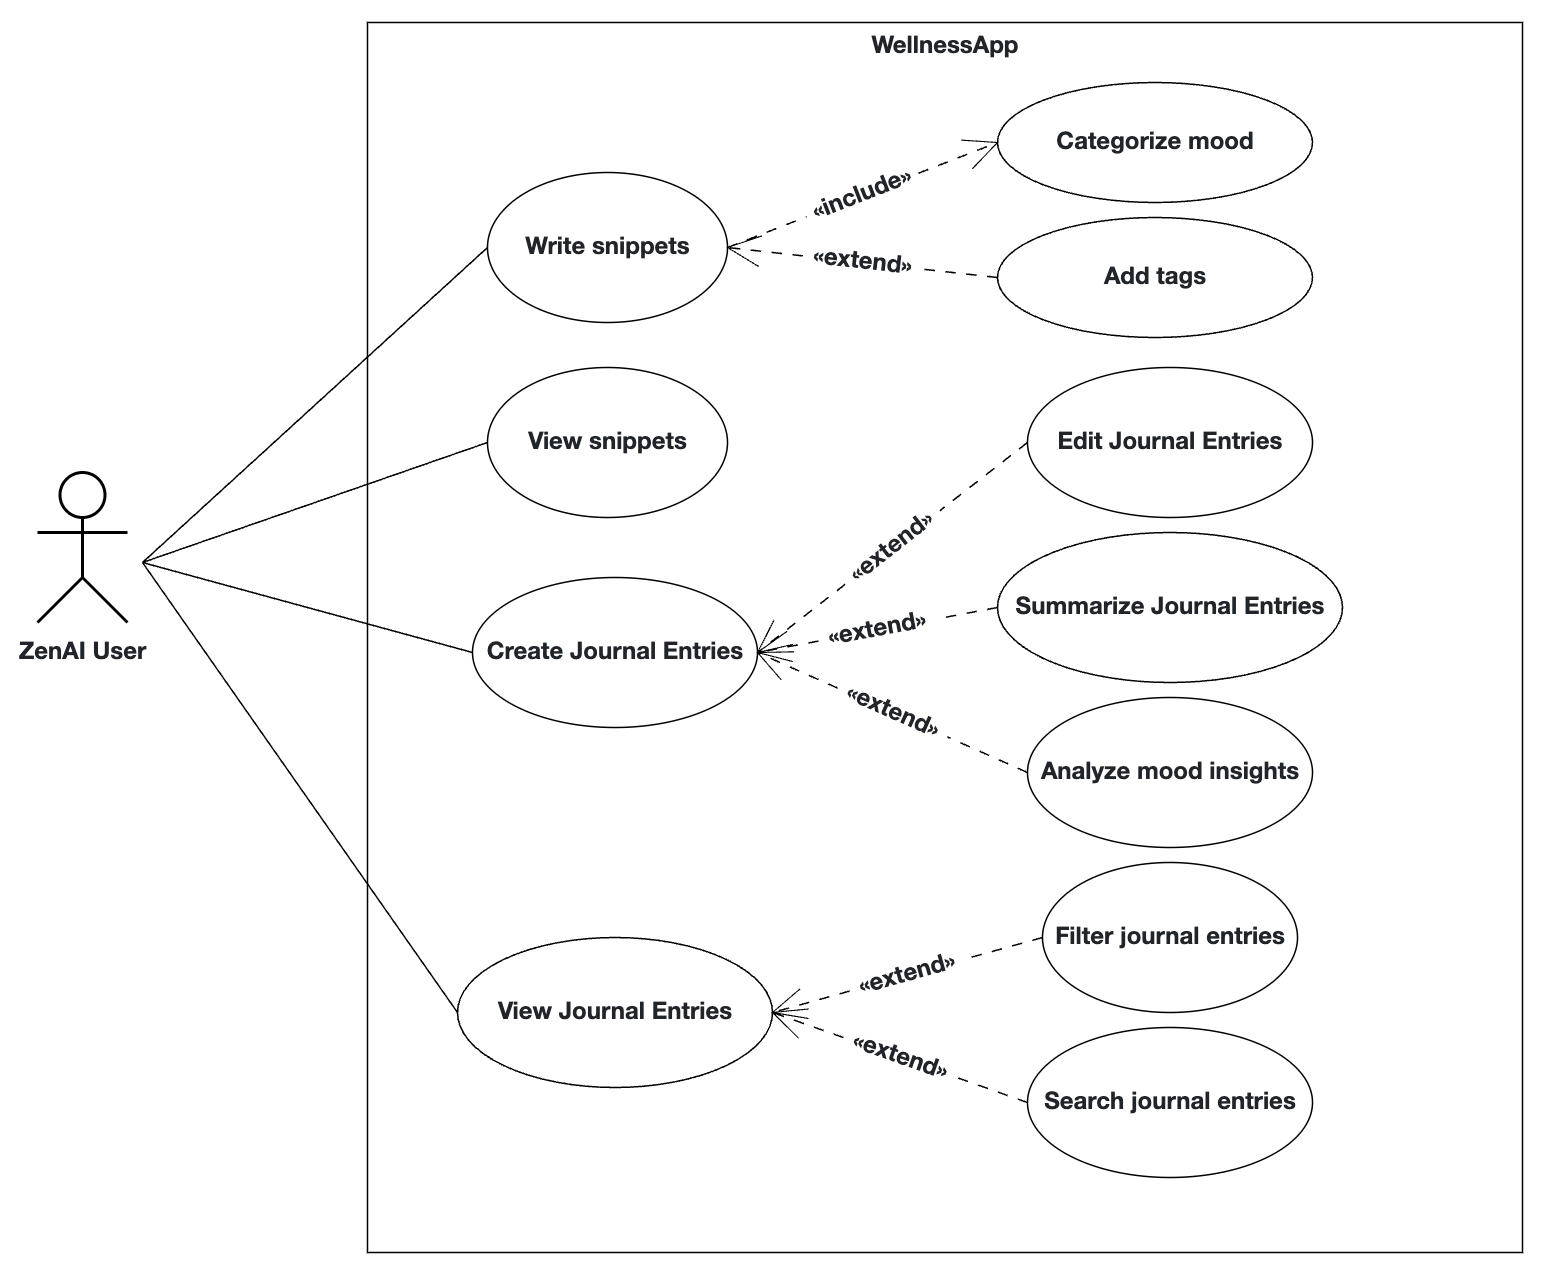 WellnessApp
Categorize mood
«include»
Write snippets
«extend»
Add tags
View snippets
Edit Journal Entries
«extend»
ZenAI User
Create Journal Entries
«extend»
Summarize Journal Entries
«extend»
Analyze mood insights
Filter journal entries
«extend»
View Journal Entries
«extend»
Search journal entries